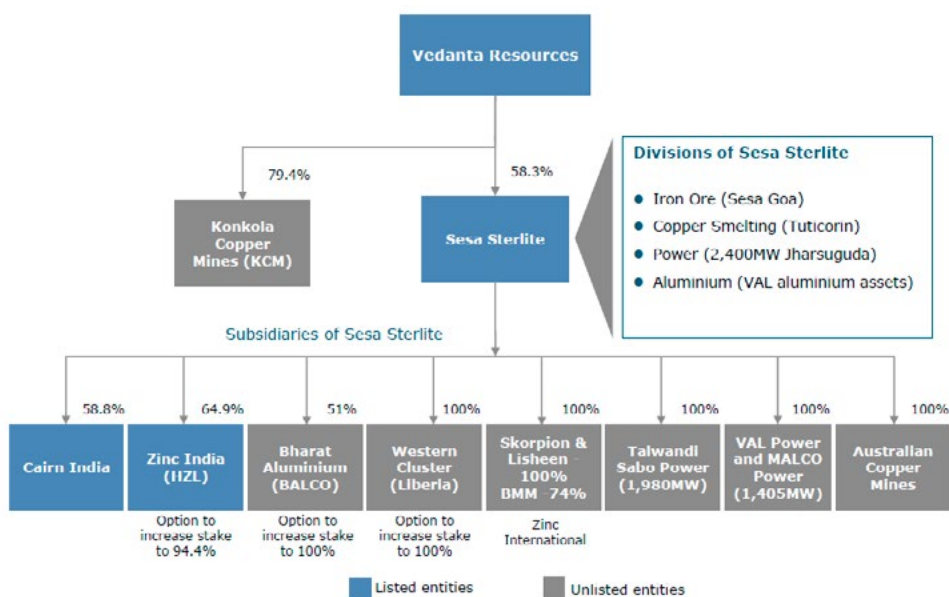 Vedanta Resources
79.4%
58.3%
Konkola
Copper
Mines (KCM)
Sesa Sterlite
Divisions of Sesa Sterlite
• Iron Ore (Sesa Goa)
• Copper Smelting (Tuticorin)
• Power (2,400MW Jharsuguda)
• Aluminium (VAL aluminium assets)
Subsidiaries of Sesa Sterlite
58.8%
64.9%
51%
100%
100%
100%
100%
100%
Cairn India
Zinc India
(HZL)
Bharat
Aluminium
(BALCO)
Western
Cluster
(Liberia)
Skorpion &
Lisheen -
100%
BMM -74%
Talwandi
Sabo Power
(1,980MW)
VAL Power
and MALCO
Power
(1,405MW)
Australian
Copper
Mines
Option to
increase stake
to 94.4%
Option to
increase stake
to 100%
Option to
increase stake
to 100%
Zinc
International
Listed entities
Unlisted entities